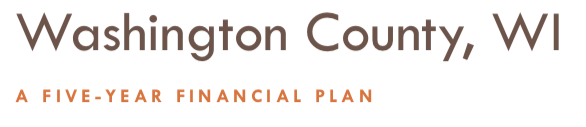 Washington County, WI
A FIVE-YEAR FINANCIAL PLAN